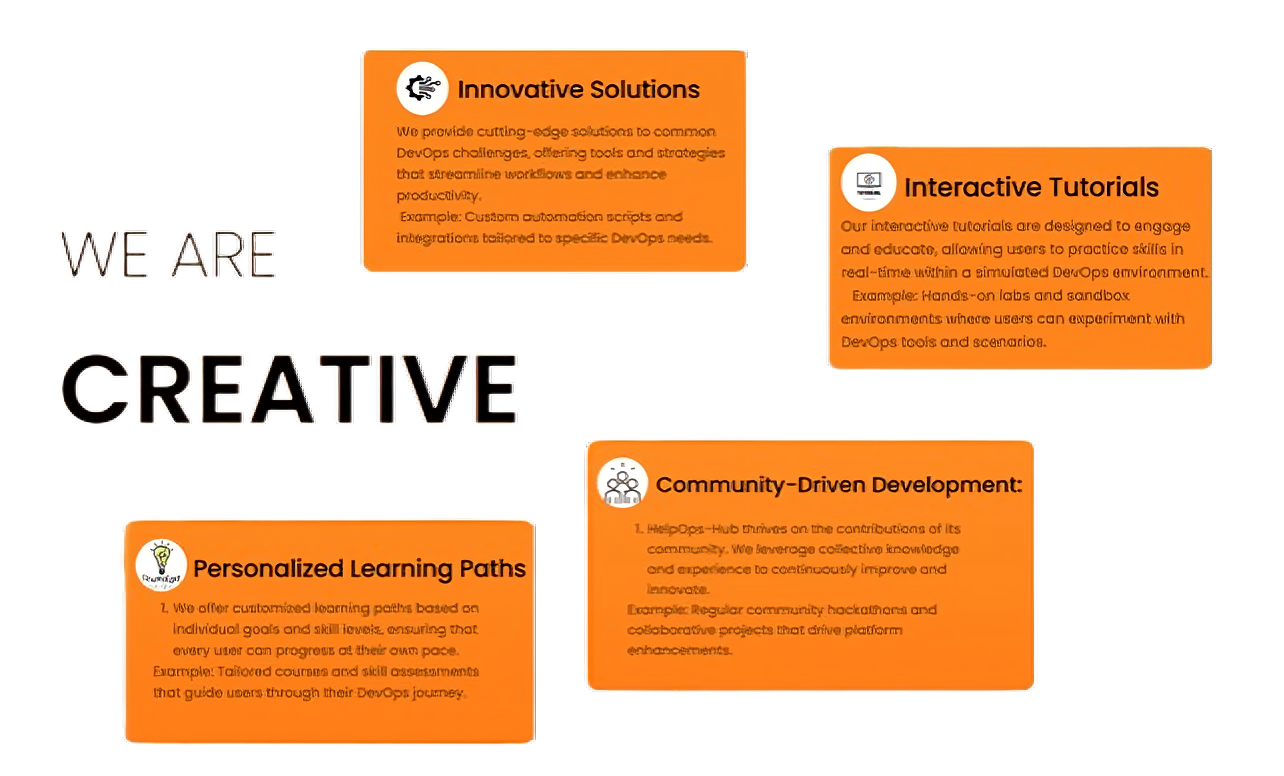 WE ARE
CREATIVE
Innovative Solutions
We provide cutting-edge solutions to common
DevOps challenges, offering tools and strategies
that streamline workflows and enhance
productivity.
Example: Custom automation scripts and
integrations tailored to specific DevOps needs.
Interactive Tutorials
Our interactive tutorials are designed to engage
and educate, allowing users to practice skills in
real-time within a simulated DevOps environment.
Example: Hands-on labs and sandbox
environments where users can experiment with
DevOps tools and scenarios.
Community-Driven Development:
1. HelpOps-Hub thrives on the contributions of its
community. We leverage collective knowledge
and experience to continuously improve and
innovate.
Example: Regular community hackathons and
collaborative projects that drive platform
enhancements.
Personalized Learning Paths
1. We offer customized learning paths based on
individual goals and skill levels, ensuring that
every user can progress at their own pace.
Example: Tailored courses and skill assessments
that guide users through their DevOps journey.